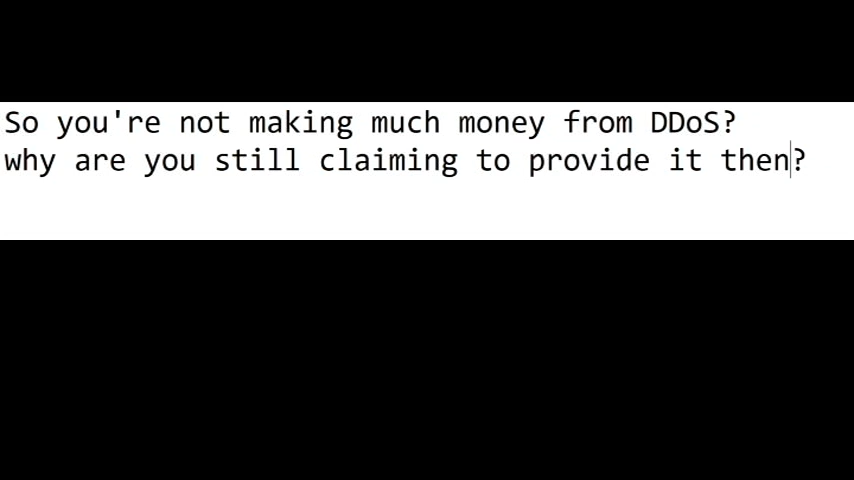 So you're not making much money from DDoS?
why are you still claiming to provide it then?